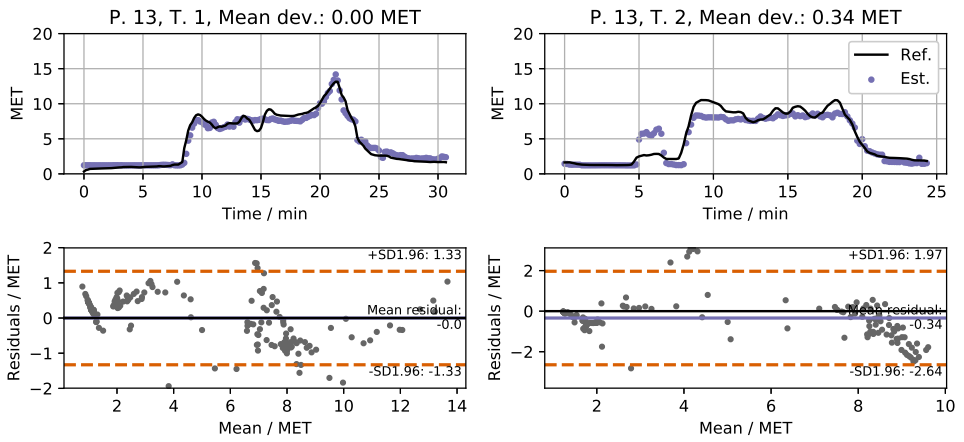 P. 13, T. 1, Mean dev.: 0.00 MET
20
15
10
5
0
MET
0 5 10 15 20 25 30
Time / min
P. 13, T. 2, Mean dev.: 0.34 MET
20
15
10
5
0
MET
Ref.
Est.
0 5 10 15 20 25
Time / min
2
1
0
−1
−2
Residuals / MET
+SD1.96: 1.33
Mean residual:
-0.0
-SD1.96: -1.33
2 4 6 8 10 12 14
Mean / MET
2
0
−2
Residuals / MET
+SD1.96: 1.97
Mean residual:
-0.34
-SD1.96: -2.64
2 4 6 8 10
Mean / MET